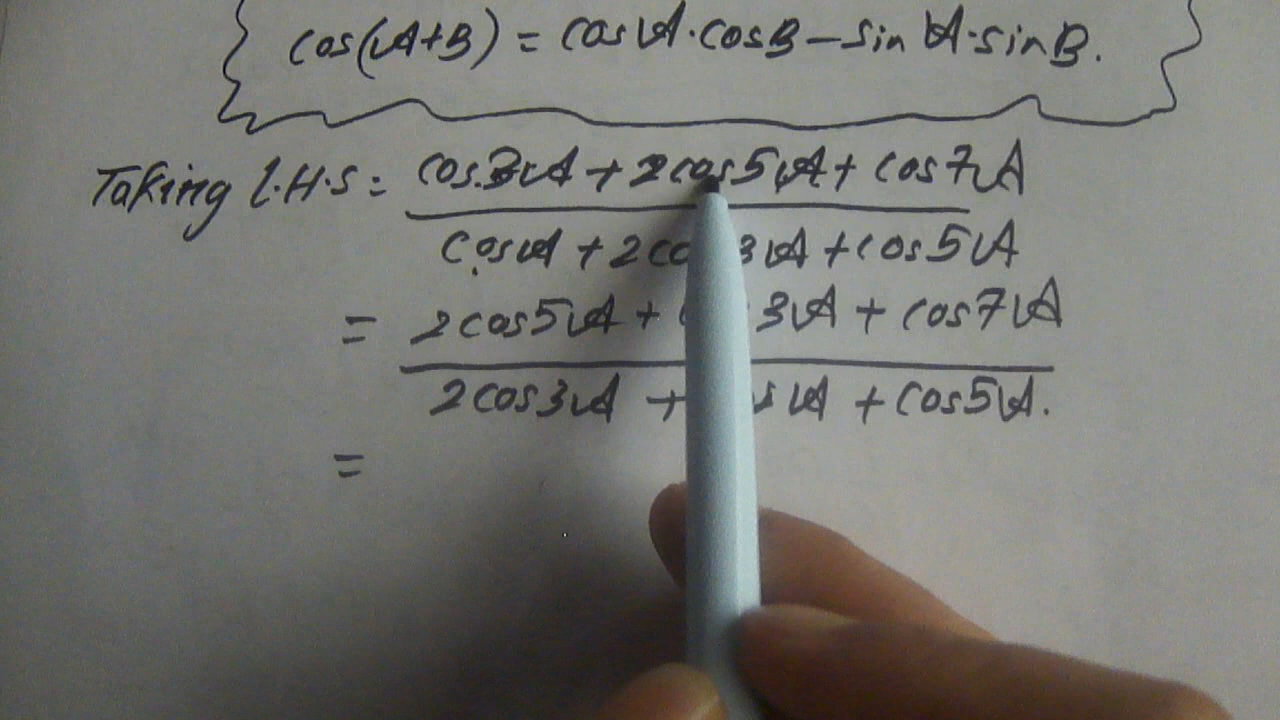 cos(A+B) = cosA·cosB – sinA·sinB.
Taking L.H.S = cos3A + 2cos5A + cos7A
cosA + 2co 3A + cos5A
= 2cos5A + 3A + cos7A
2cos3A + A + cos5A.
=